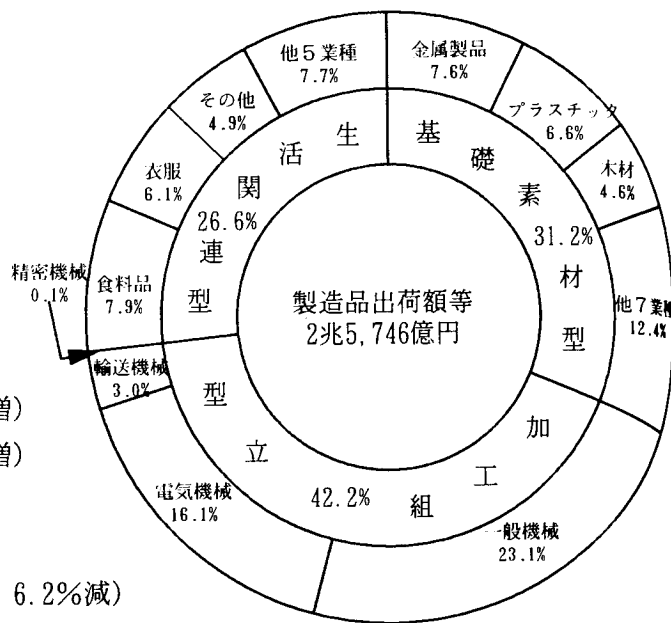 他5業種
7.7%
金属製品
7.6%
プラスチック
6.6%
木材
4.6%
他7業種
12.4%
一般機械
23.1%
電気機械
16.1%
輸送機械
3.0%
精密機械
0.1%
食料品
7.9%
衣服
6.1%
その他
4.9%
基礎素材型
31.2%
加工組立型
42.2%
生活関連型
26.6%
製造品出荷額等
2兆5,746億円
増)
増)
6.2%減)